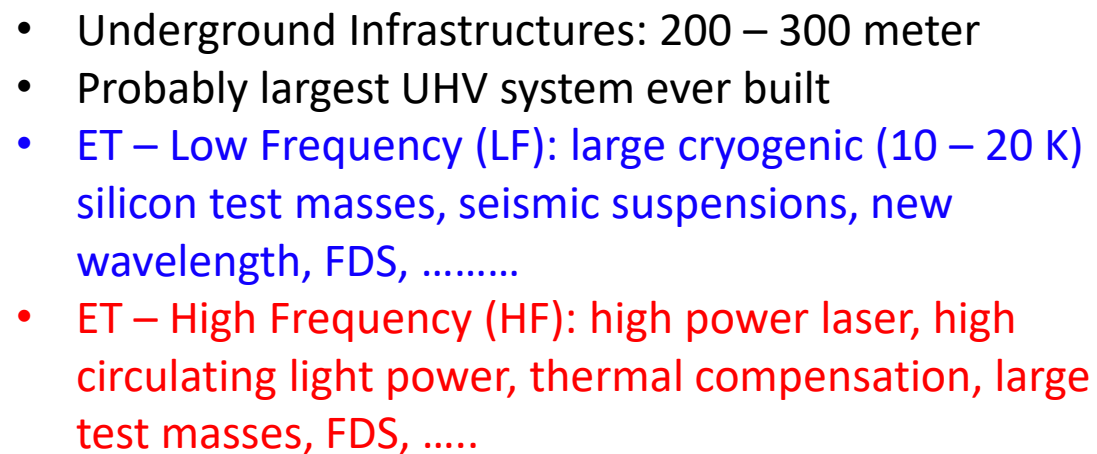 • Underground Infrastructures: 200 – 300 meter
• Probably largest UHV system ever built
• ET – Low Frequency (LF): large cryogenic (10 – 20 K)
silicon test masses, seismic suspensions, new
wavelength, FDS, ………
• ET – High Frequency (HF): high power laser, high
circulating light power, thermal compensation, large
test masses, FDS, …..